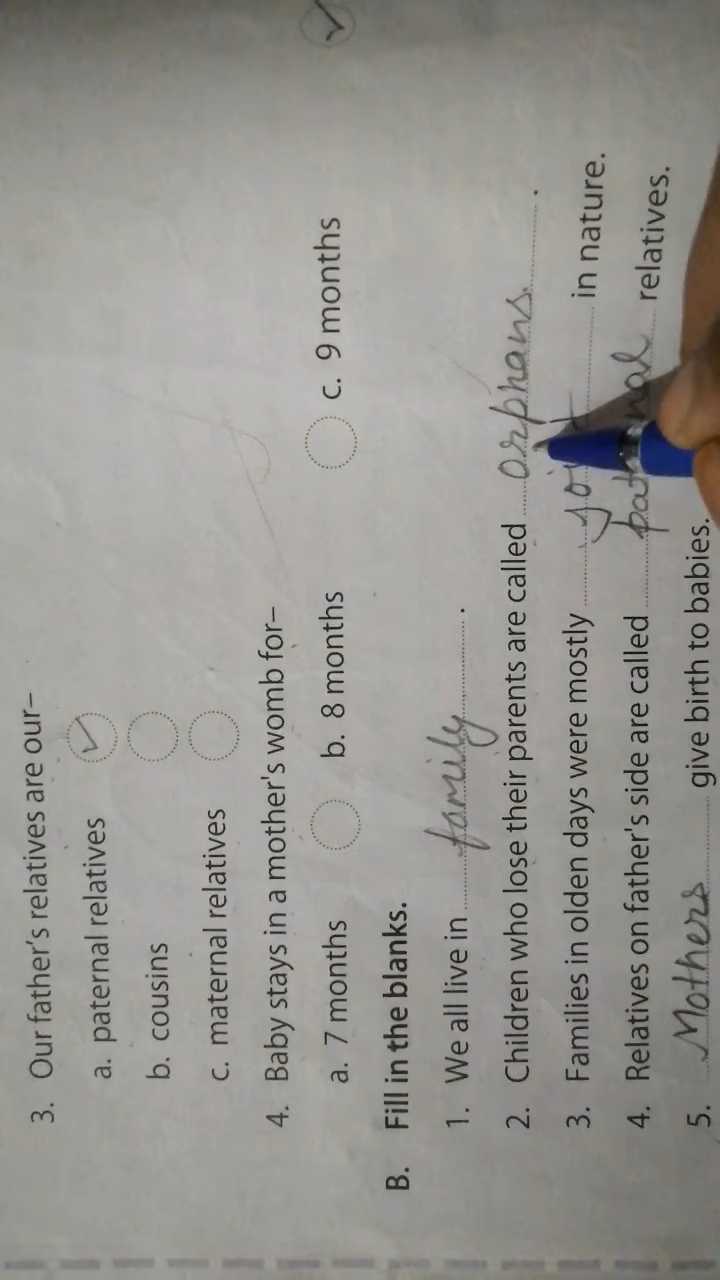 3. Our father's relatives are our–
a. paternal relatives
b. cousins
c. maternal relatives
4. Baby stays in a mother's womb for–
a. 7 months b. 8 months c. 9 months
B. Fill in the blanks.
1. We all live in family.
2. Children who lose their parents are called orphans.
3. Families in olden days were mostly in nature.
4. Relatives on father's side are called paternal relatives.
5. Mothers give birth to babies.